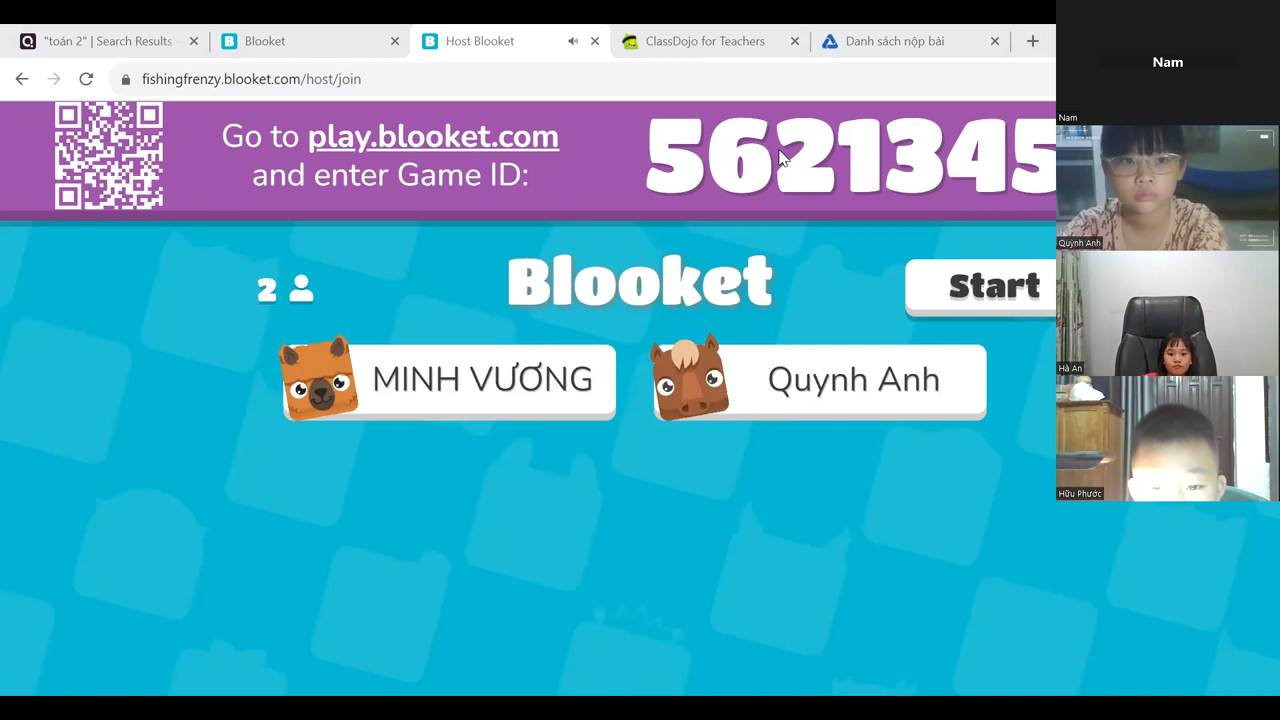 "toán 2" | Search Results
Blooket
Host Blooket
ClassDojo for Teachers
Danh sách nộp bài
fishingfrenzy.blooket.com/host/join
Go to play.blooket.com
and enter Game ID:
5621345
2
Blooket
Start
MINH VƯƠNG
Quynh Anh
Nam
Nam
Quỳnh Anh
Hà An
Hữu Phước